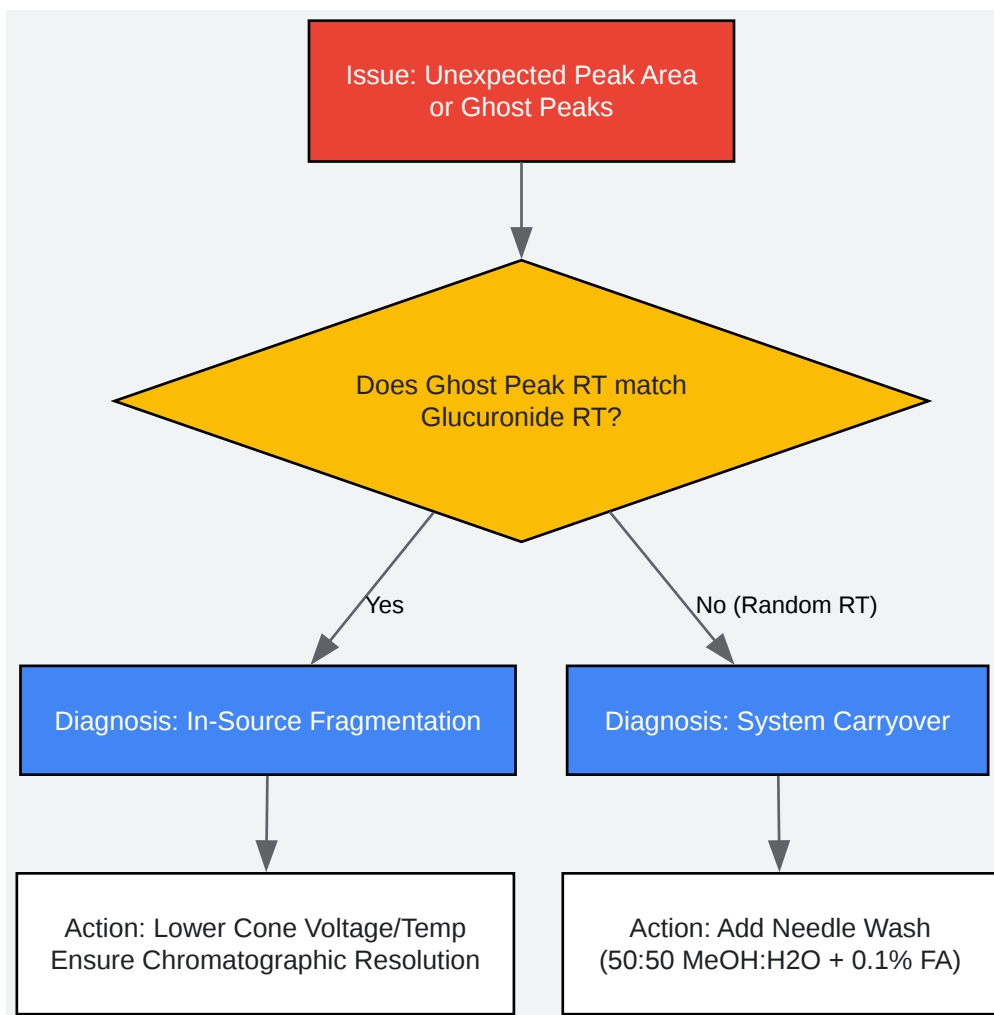 Issue: Unexpected Peak Area
or Ghost Peaks
Does Ghost Peak RT match
Glucuronide RT?
Yes
No (Random RT)
Diagnosis: In-Source Fragmentation
Diagnosis: System Carryover
Action: Lower Cone Voltage/Temp
Ensure Chromatographic Resolution
Action: Add Needle Wash
(50:50 MeOH:H2O + 0.1% FA)